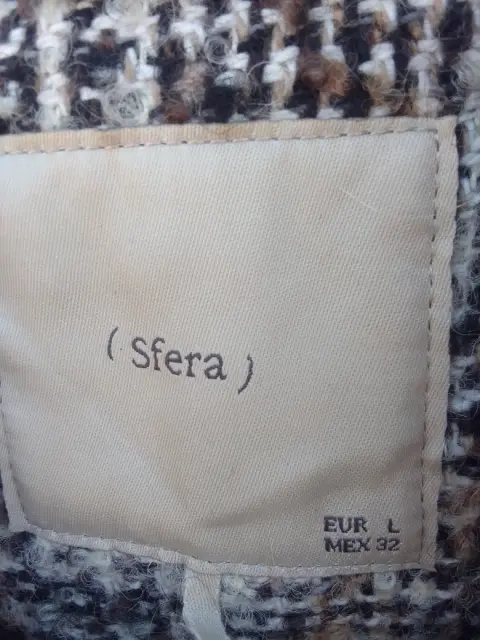 ( Sfera )
EUR L
MEX 32